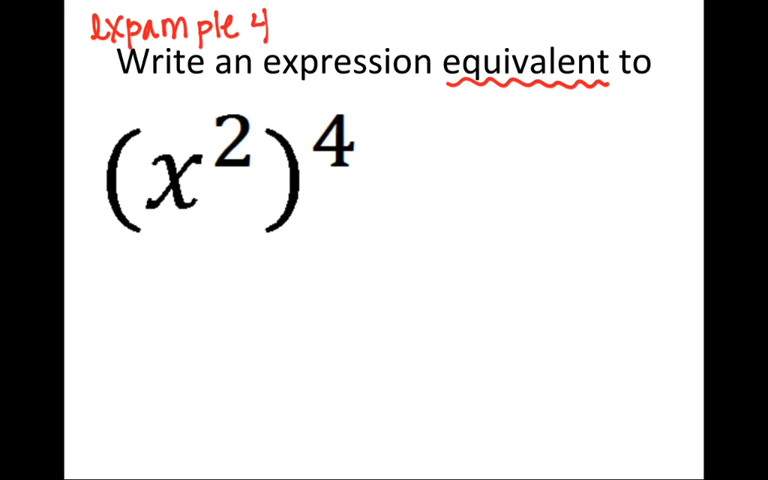 expample 4
Write an expression equivalent to
(x²)⁴